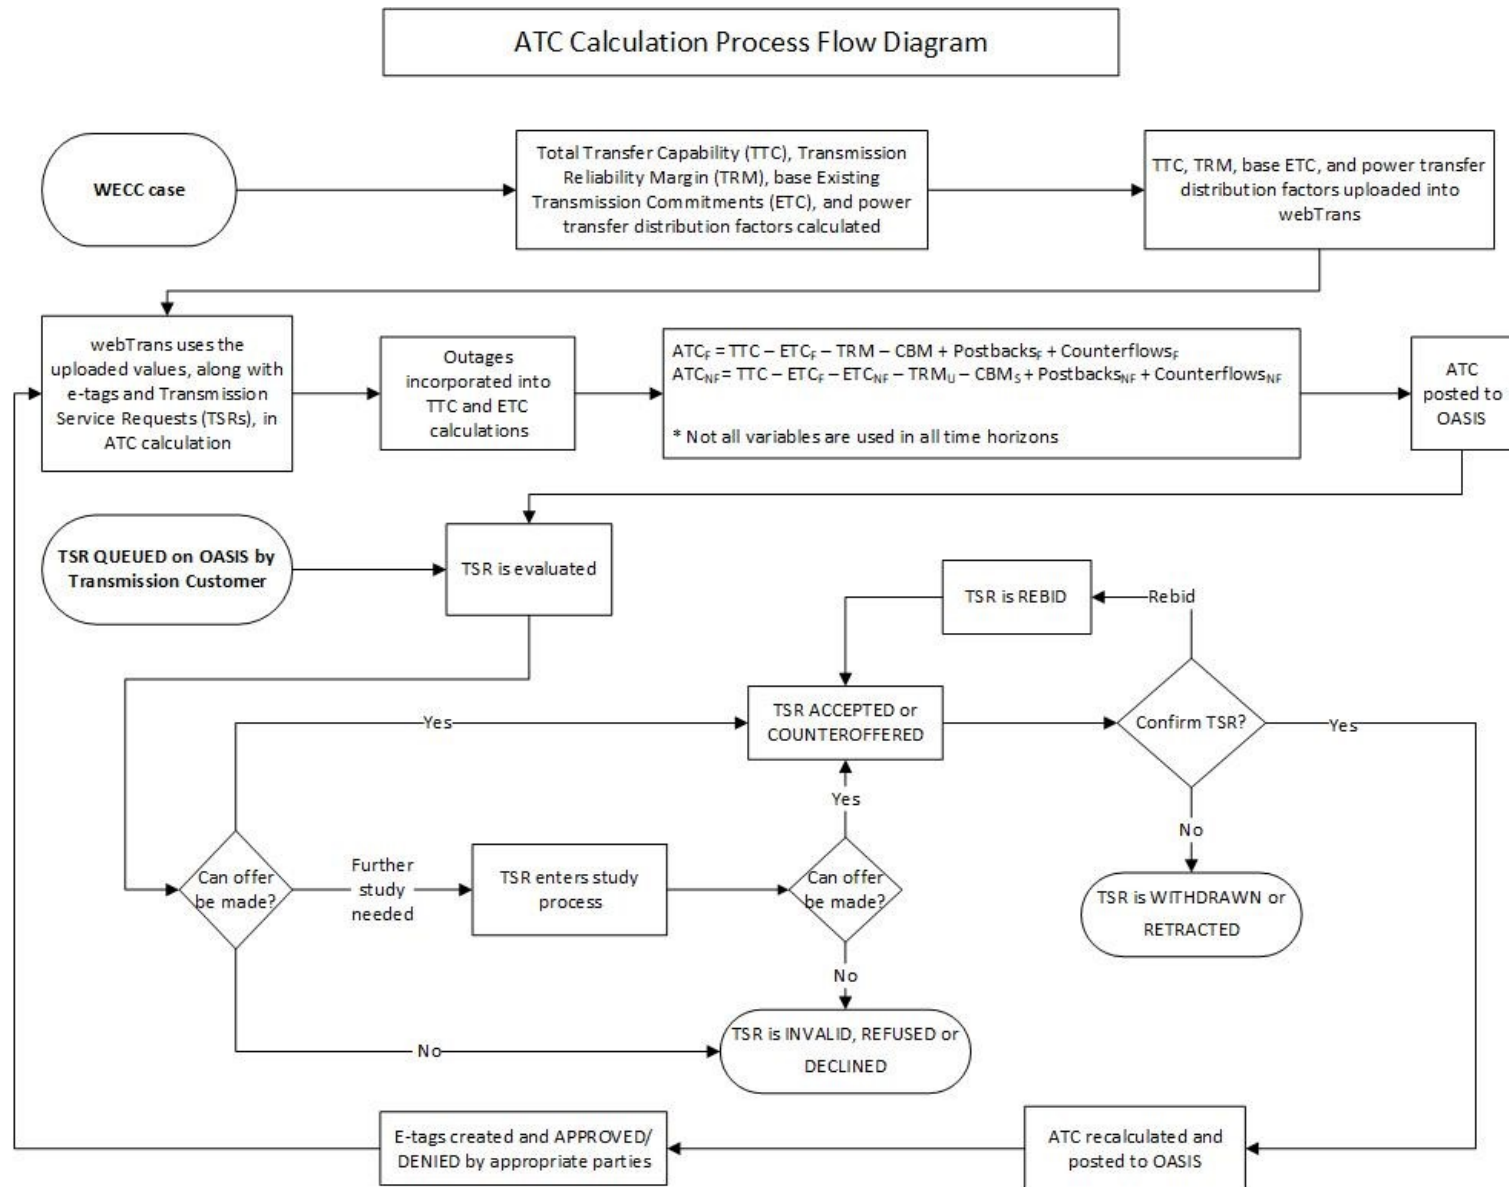 ATC Calculation Process Flow Diagram
WECC case
Total Transfer Capability (TTC), Transmission
Reliability Margin (TRM), base Existing
Transmission Commitments (ETC), and power
transfer distribution factors calculated
TTC, TRM, base ETC, and power transfer
distribution factors uploaded into
webTrans
webTrans uses the
uploaded values, along with
e-tags and Transmission
Service Requests (TSRs), in
ATC calculation
Outages
incorporated into
TTC and ETC
calculations
ATCF = TTC – ETCF – TRM – CBM + PostbacksF + CounterflowsF
ATCNF = TTC – ETCF – ETCNF – TRMU – CBMS + PostbacksNF + CounterflowsNF
* Not all variables are used in all time horizons
ATC
posted to
OASIS
TSR QUEUED on OASIS by
Transmission Customer
TSR is evaluated
TSR is REBID
Rebid
Yes
TSR ACCEPTED or
COUNTEROFFERED
Confirm TSR?
Yes
Yes
No
Can offer
be made?
Further
study
needed
TSR enters study
process
Can offer
be made?
TSR is WITHDRAWN or
RETRACTED
No
No
TSR is INVALID, REFUSED or
DECLINED
E-tags created and APPROVED/
DENIED by appropriate parties
ATC recalculated and
posted to OASIS